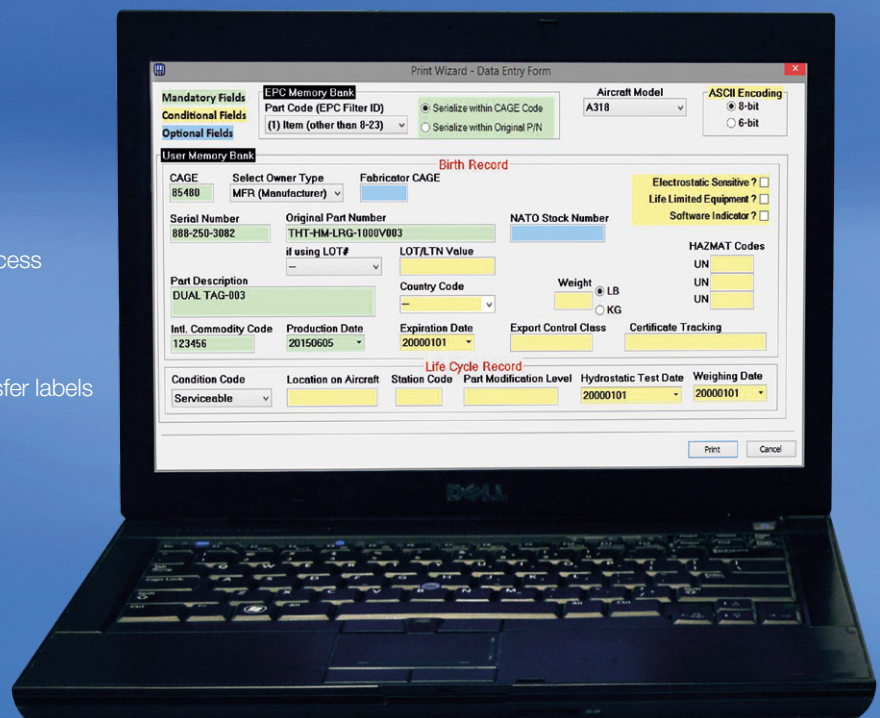 cess
sfer labels
Print Wizard - Data Entry Form
Mandatory Fields
Conditional Fields
Optional Fields
EPC Memory Bank
Part Code (EPC Filter ID)
(1) Item (other than 8-23)
Serialize within CAGE Code
Serialize within Original P/N
Aircraft Model
A318
ASCII Encoding
8-bit
6-bit
User Memory Bank
Birth Record
CAGE
85480
Select Owner Type
MFR (Manufacturer)
Fabricator CAGE
Electrostatic Sensitive ?
Life Limited Equipment ?
Software Indicator ?
Serial Number
888-250-3082
Original Part Number
THT-HM-LRG-1000V003
NATO Stock Number
if using LOT#
—
LOT/LTN Value
HAZMAT Codes
UN
UN
UN
Part Description
DUAL TAG-003
Country Code
—
Weight
LB
KG
Intl. Commodity Code
123456
Production Date
20150605
Expiration Date
20000101
Export Control Class
Certificate Tracking
Life Cycle Record
Condition Code
Serviceable
Location on Aircraft
Station Code
Part Modification Level
Hydrostatic Test Date
20000101
Weighing Date
20000101
Print
Cancel
DELL